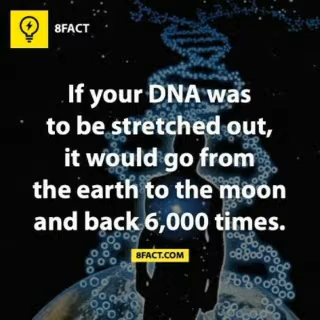 8FACT
If your DNA was
to be stretched out,
it would go from
the earth to the moon
and back 6,000 times.
8FACT.COM